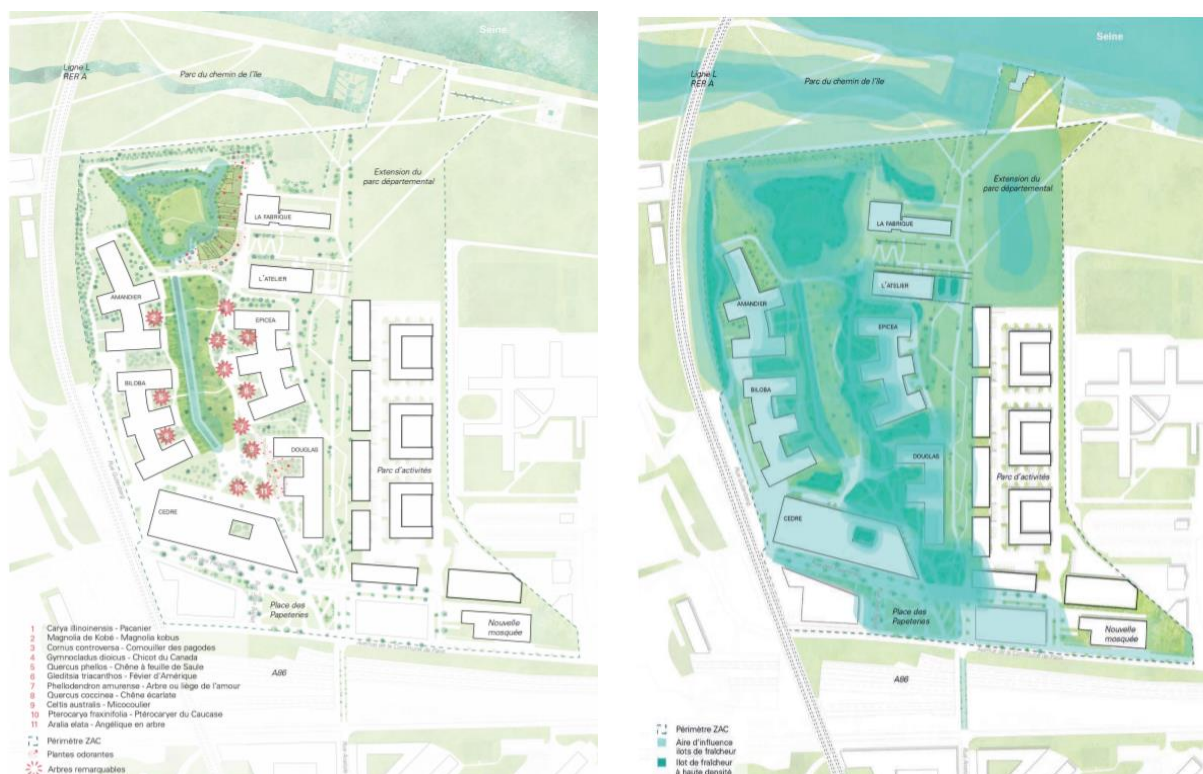 Seine
Ligne L
RER A
Parc du chemin de l'île
Extension du
parc départemental
LA FABRIQUE
L'ATELIER
AMANDIER
EPICEA
BILOBA
DOUGLAS
Parc d'activités
CEDRE
Place des
Papeteries
Nouvelle
mosquée
A86
1 Carya illinoinensis - Pacanier
2 Magnolia de Kobé - Magnolia kobus
3 Cornus controversa - Cornouiller des pagodes
4 Gymnocladus dioicus - Chicot du Canada
5 Quercus phellos - Chêne à feuille de Saule
6 Gleditsia triacanthos - Févier d'Amérique
7 Phellodendron amurense - Arbre ou liège de l'amour
8 Quercus coccinea - Chêne écarlate
9 Celtis australis - Micocoulier
10 Pterocarya fraxinifolia - Ptérocaryer du Caucase
11 Aralia elata - Angélique en arbre
Périmètre ZAC
Plantes odorantes
Arbres remarquables
Seine
Ligne L
RER A
Parc du chemin de l'île
Extension du
parc départemental
LA FABRIQUE
L'ATELIER
AMANDIER
EPICEA
BILOBA
DOUGLAS
Parc d'activités
CEDRE
Place des
Papeteries
Nouvelle
mosquée
A86
Périmètre ZAC
Aire d'influence
îlots de fraîcheur
Ilot de fraîcheur
à haute densité